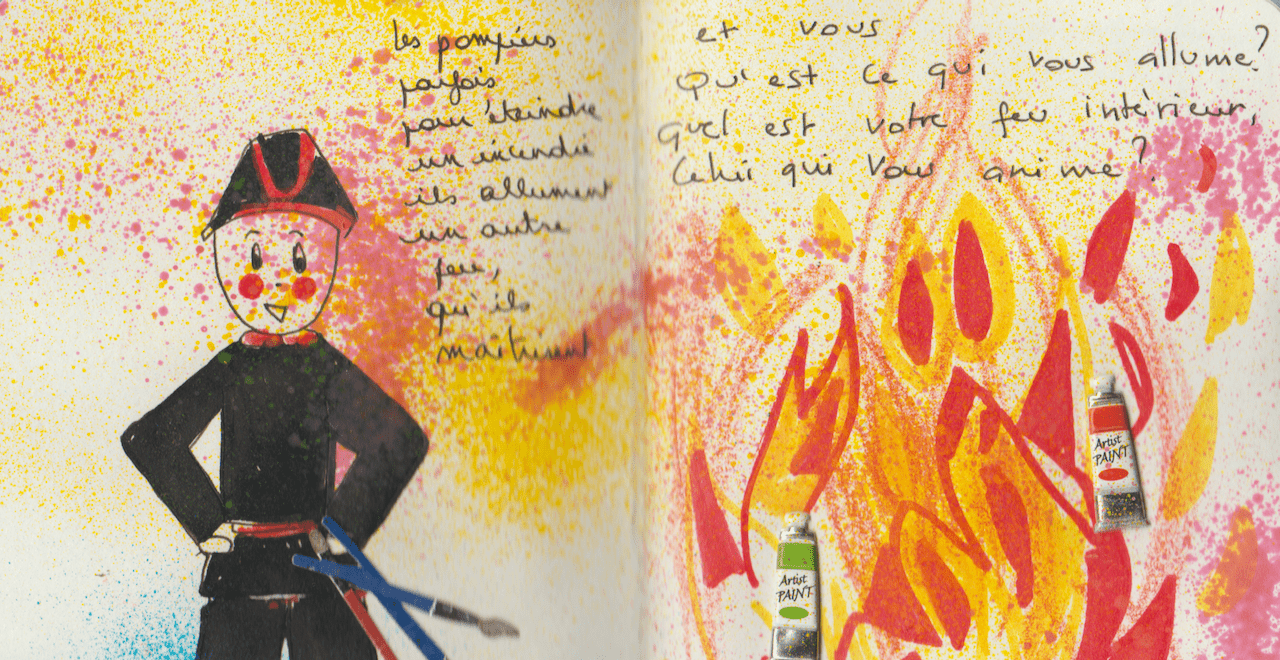 les pompiers
parfois
pour éteindre
un incendie
ils allument
un autre
feu,
qu'ils
maîtrisent
et vous
Qu'est ce qui vous allume?
quel est votre feu intérieur,
Celui qui vous anime?
Artist
PAINT
Artist
PAINT